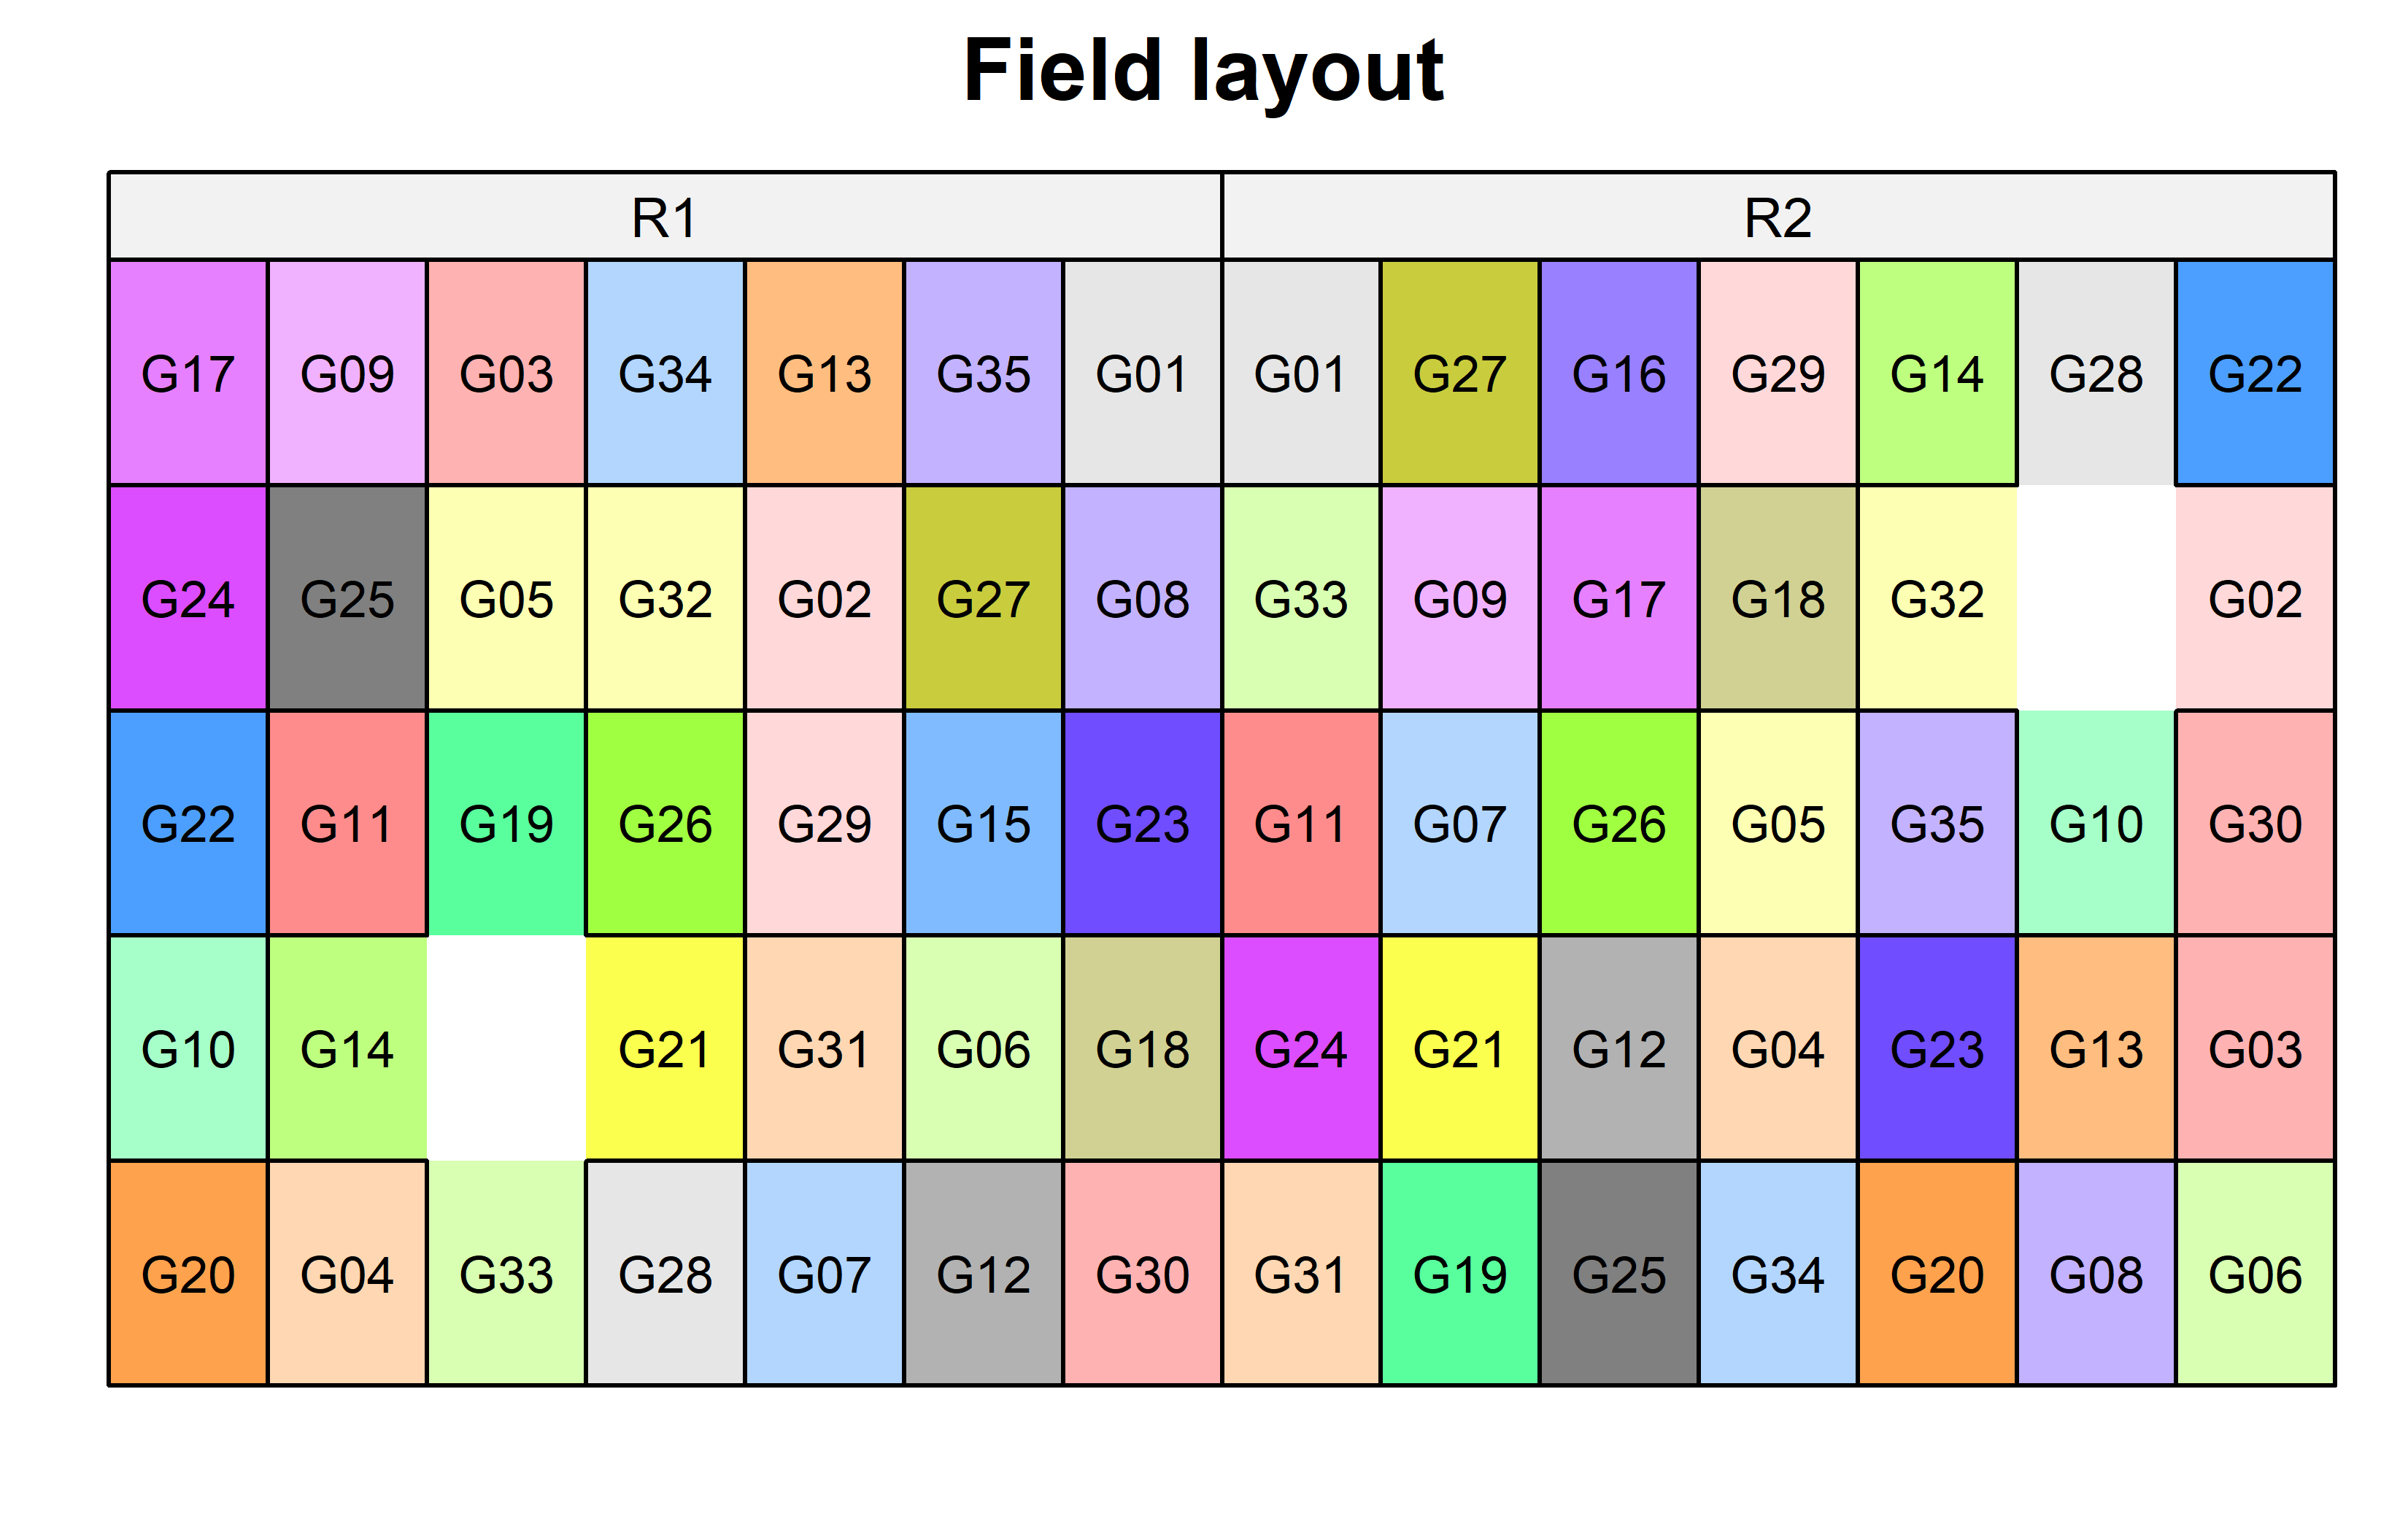 Field layout
R1 R2
G17 G09 G03 G34 G13 G35 G01 G01 G27 G16 G29 G14 G28 G22
G24 G25 G05 G32 G02 G27 G08 G33 G09 G17 G18 G32 G02
G22 G11 G19 G26 G29 G15 G23 G11 G07 G26 G05 G35 G10 G30
G10 G14 G21 G31 G06 G18 G24 G21 G12 G04 G23 G13 G03
G20 G04 G33 G28 G07 G12 G30 G31 G19 G25 G34 G20 G08 G06